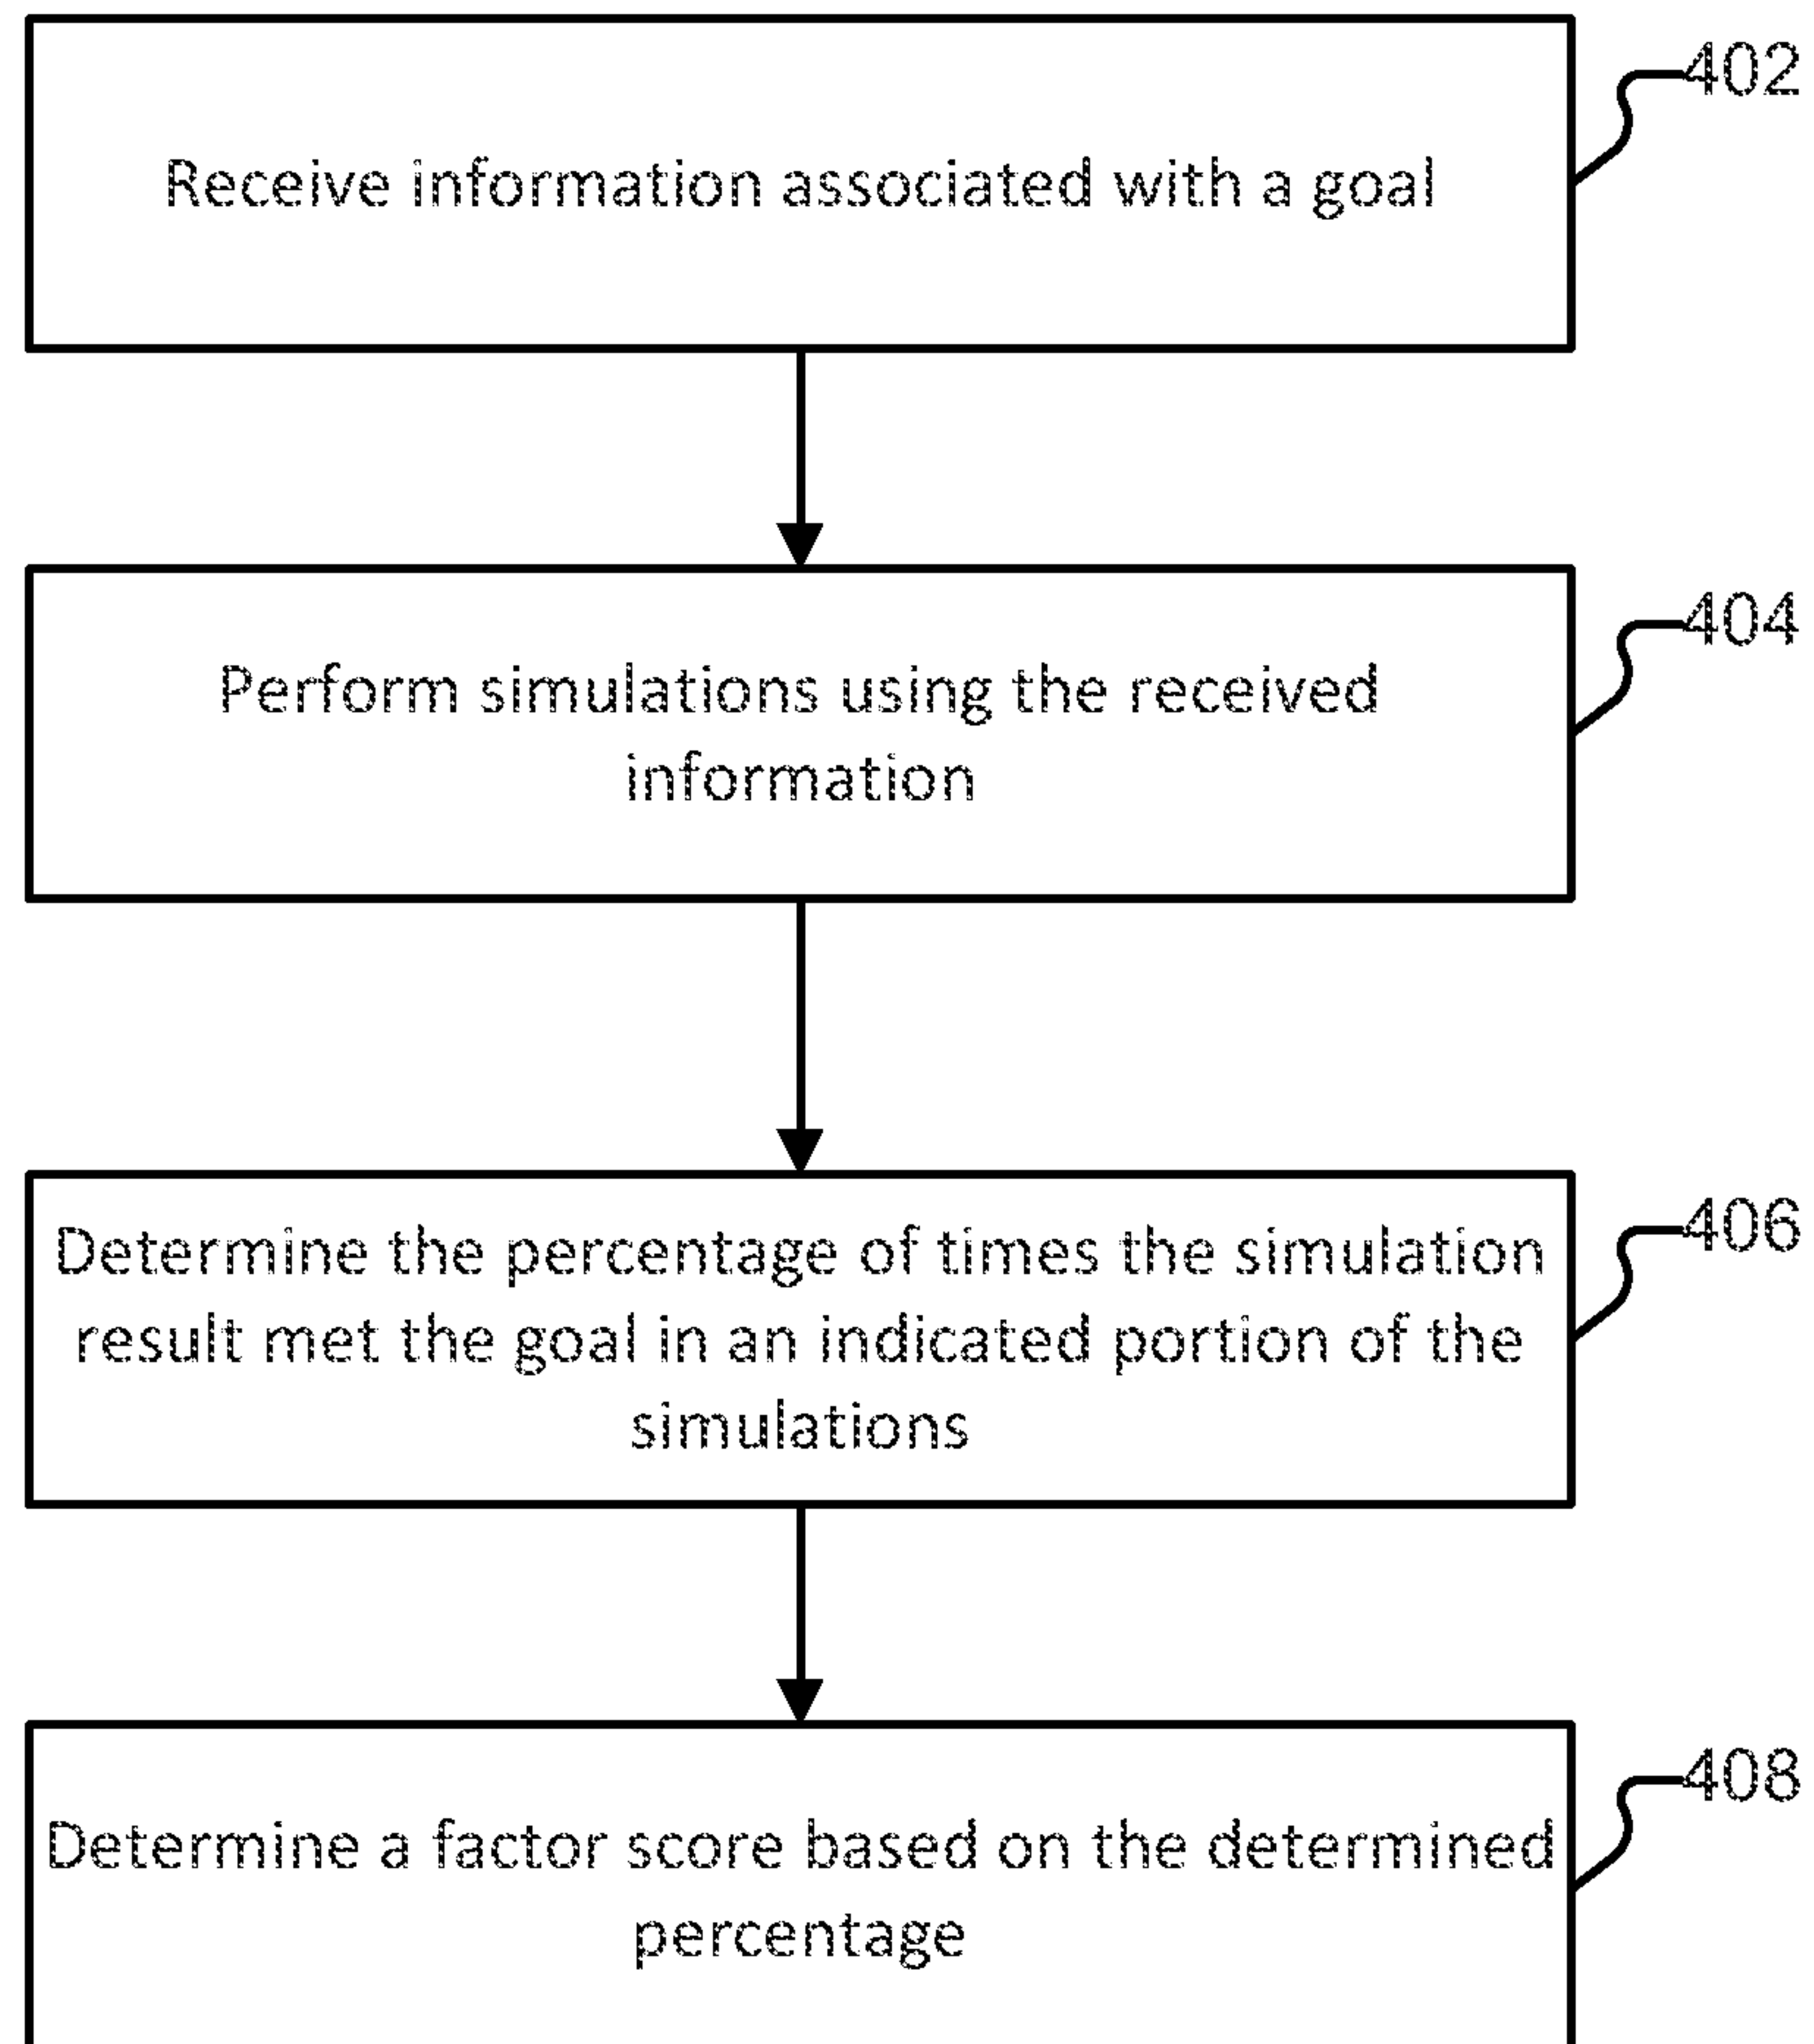 402
Receive information associated with a goal
404
Perform simulations using the received
information
406
Determine the percentage of times the simulation
result met the goal in an indicated portion of the
simulations
408
Determine a factor score based on the determined
percentage